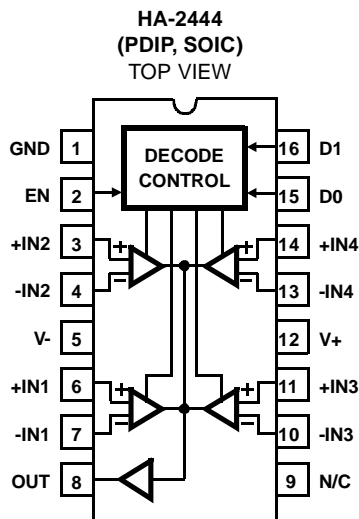 HA-2444
(PDIP, SOIC)
TOP VIEW
GND 1 16 D1
DECODE
CONTROL
EN 2 15 D0
+IN2 3 + + 14 +IN4
-IN2 4 − − 13 -IN4
V- 5 12 V+
+IN1 6 + + 11 +IN3
-IN1 7 − − 10 -IN3
OUT 8 9 N/C